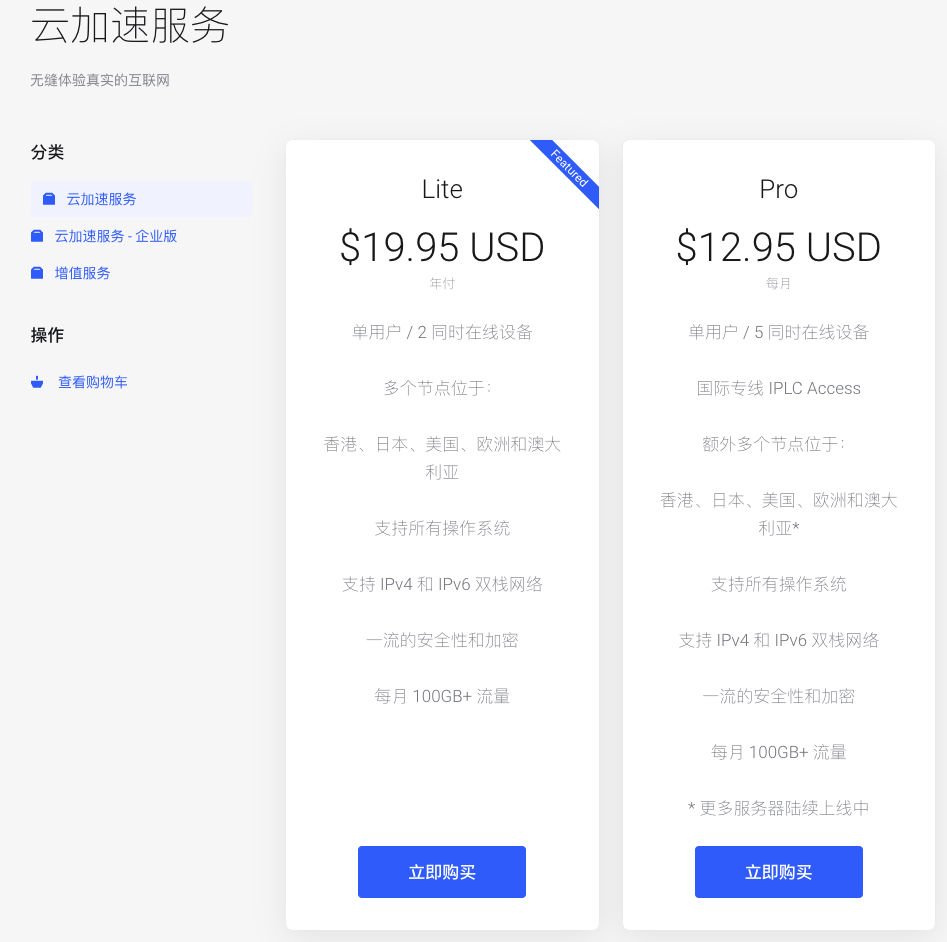 云加速服务
无缝体验真实的互联网
分类
云加速服务
云加速服务 - 企业版
增值服务
操作
查看购物车
Featured
Lite
$19.95 USD
年付
单用户 / 2 同时在线设备
多个节点位于：
香港、日本、美国、欧洲和澳大
利亚
支持所有操作系统
支持 IPv4 和 IPv6 双栈网络
一流的安全性和加密
每月 100GB+ 流量
立即购买
Pro
$12.95 USD
每月
单用户 / 5 同时在线设备
国际专线 IPLC Access
额外多个节点位于：
香港、日本、美国、欧洲和澳大
利亚*
支持所有操作系统
支持 IPv4 和 IPv6 双栈网络
一流的安全性和加密
每月 100GB+ 流量
* 更多服务器陆续上线中
立即购买